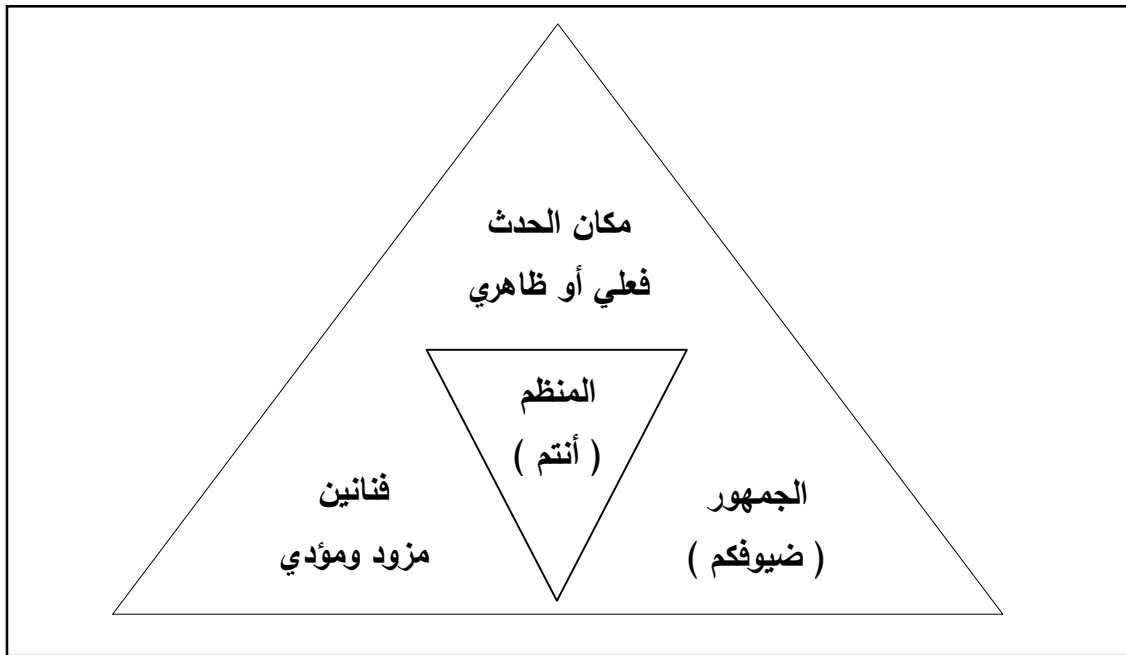 مكان الحدث
فعلي أو ظاهري
المنظم
( أنتم )
الجمهور
( ضيوفكم )
فنانين
مزود ومؤدي